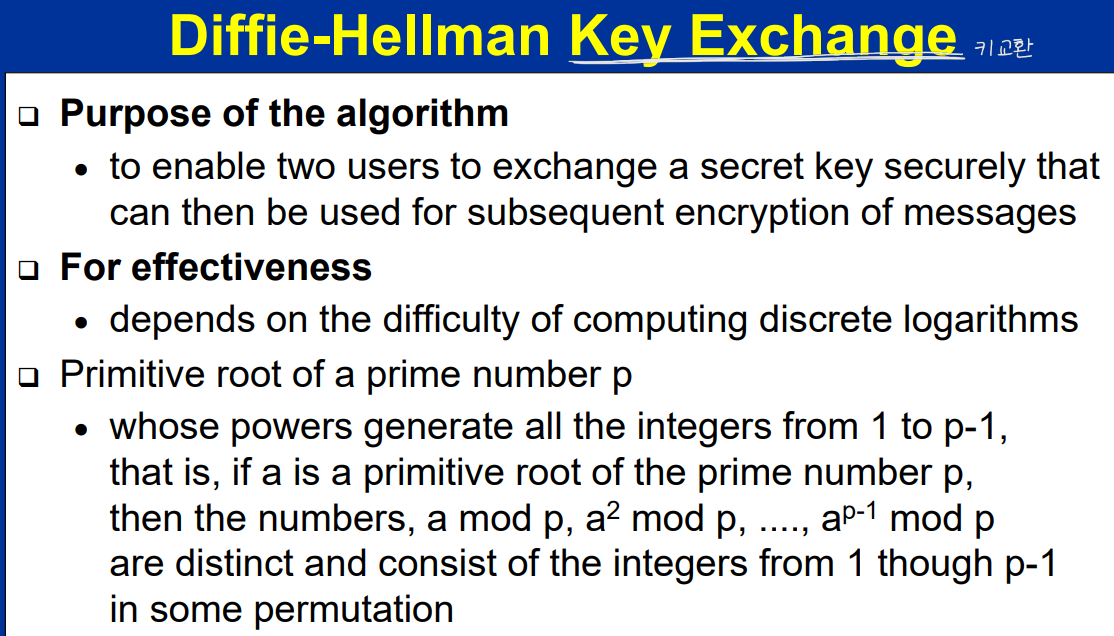 Diffie-Hellman Key Exchange 키교환
❑ Purpose of the algorithm
• to enable two users to exchange a secret key securely that
can then be used for subsequent encryption of messages
❑ For effectiveness
• depends on the difficulty of computing discrete logarithms
❑ Primitive root of a prime number p
• whose powers generate all the integers from 1 to p-1,
that is, if a is a primitive root of the prime number p,
then the numbers, a mod p, a² mod p, ...., aᵖ⁻¹ mod p
are distinct and consist of the integers from 1 though p-1
in some permutation